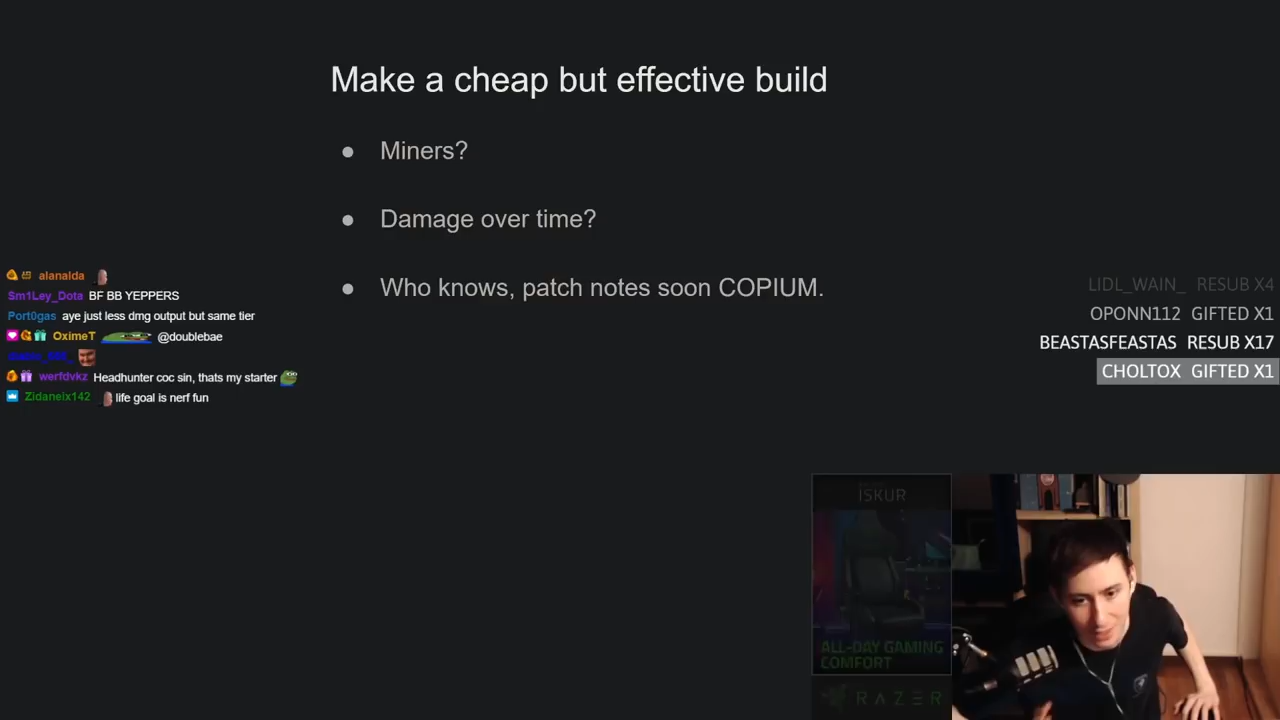 Make a cheap but effective build
● Miners?
● Damage over time?
● Who knows, patch notes soon COPIUM.
alanalda
Sm1Ley_Dota BF BB YEPPERS
Port0gas aye just less dmg output but same tier
OximeT @doublebae
werfdvkz Headhunter coc sin, thats my starter
Zidaneix142 life goal is nerf fun
LIDL_WAIN_ RESUB X4
OPONN112 GIFTED X1
BEASTASFEASTAS RESUB X17
CHOLTOX GIFTED X1
ISKUR
ALL-DAY GAMING
COMFORT
RAZER